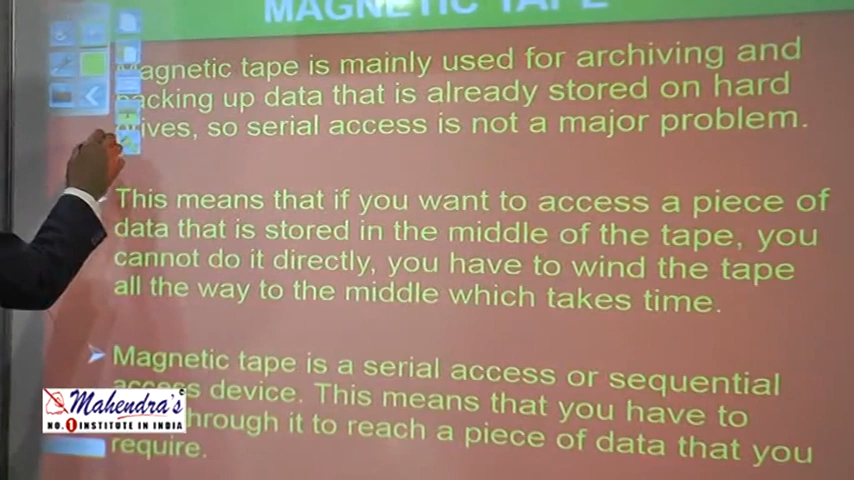 MAGNETIC TAPE
Magnetic tape is mainly used for archiving and
backing up data that is already stored on hard
drives, so serial access is not a major problem.
This means that if you want to access a piece of
data that is stored in the middle of the tape, you
cannot do it directly, you have to wind the tape
all the way to the middle which takes time.
Magnetic tape is a serial access or sequential
access device. This means that you have to
through it to reach a piece of data that you
require.
Mahendra's
NO. 1 INSTITUTE IN INDIA